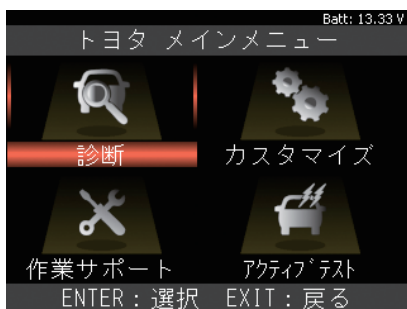 Batt: 13.33 V
トヨタ メインメニュー
診断 カスタマイズ
作業サポート アクティブテスト
ENTER：選択 EXIT：戻る